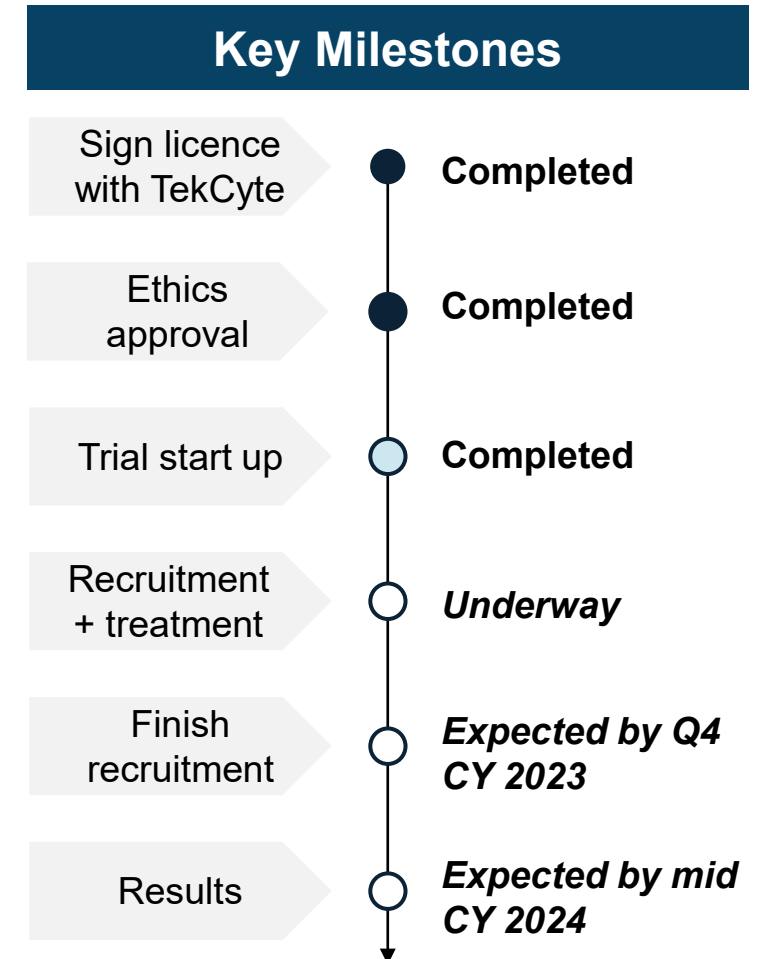 Key Milestones
Sign licence
with TekCyte
Completed
Ethics
approval
Completed
Trial start up
Completed
Recruitment
+ treatment
Underway
Finish
recruitment
Expected by Q4
CY 2023
Results
Expected by mid
CY 2024